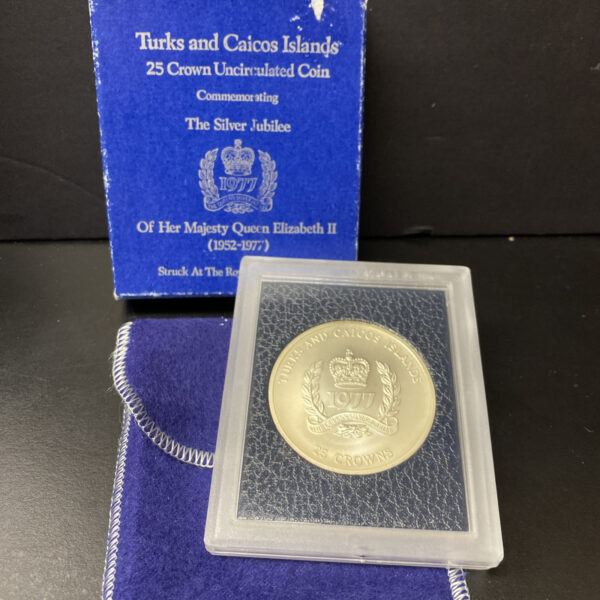 Turks and Caicos Islands
25 Crown Uncirculated Coin
Commemorating
The Silver Jubilee
1977
Of Her Majesty Queen Elizabeth II
(1952-1977)
Struck At The
TURKS AND CAICOS ISLANDS
1977
25 CROWNS